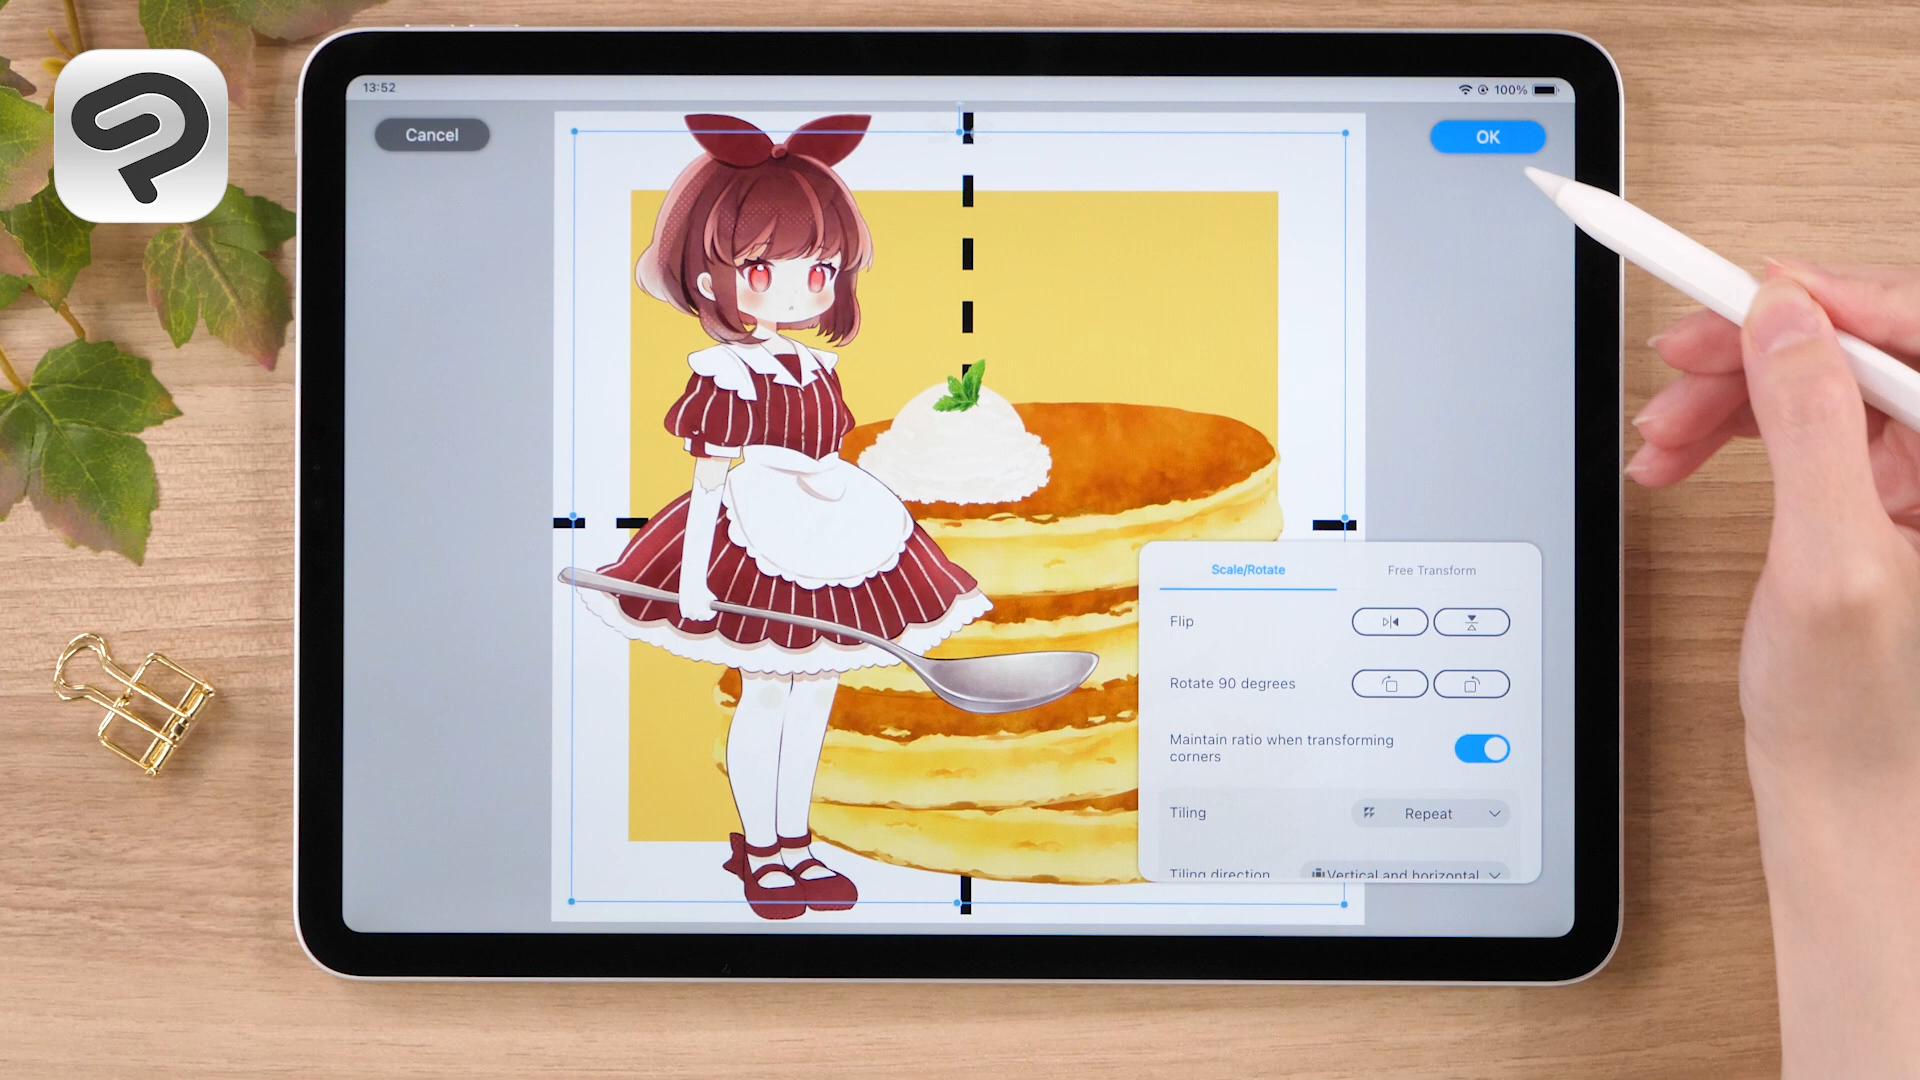 13:52
100%
Cancel
OK
Scale/Rotate
Free Transform
Flip
Rotate 90 degrees
Maintain ratio when transforming
corners
Tiling
Repeat
Tiling direction
Vertical and horizontal